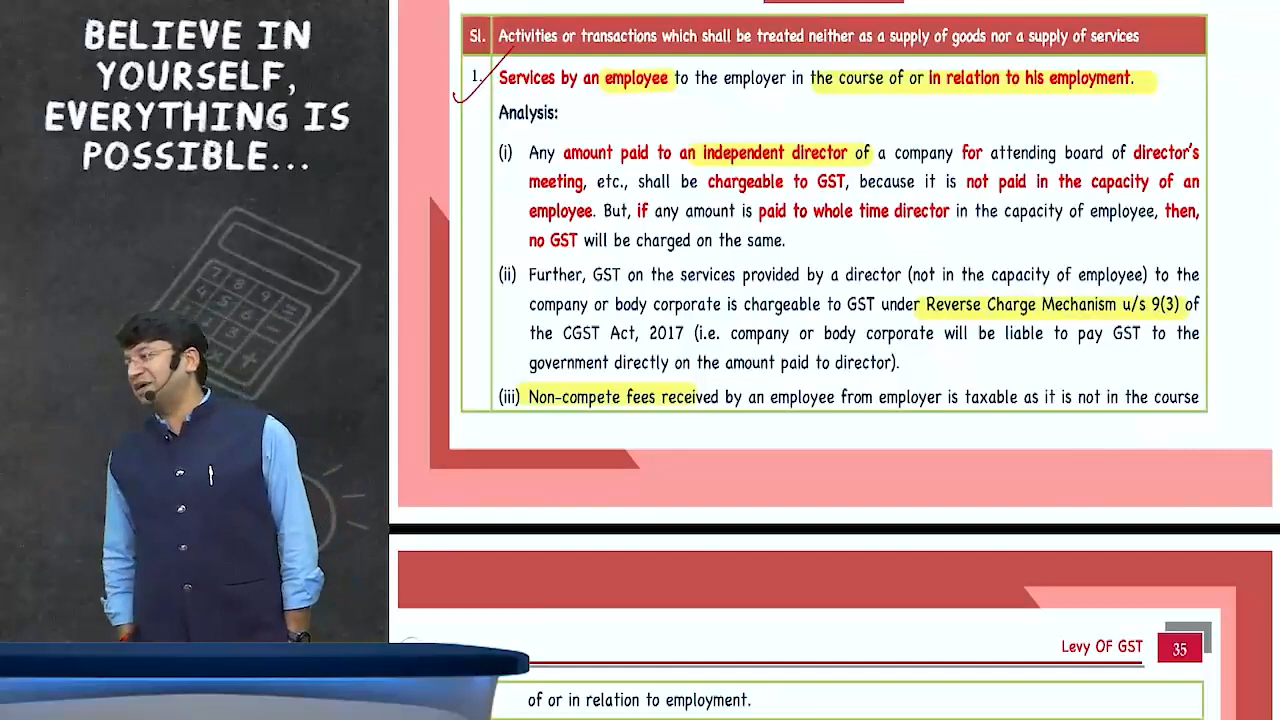 BELIEVE IN
YOURSELF,
EVERYTHING IS
POSSIBLE...
Sl. Activities or transactions which shall be treated neither as a supply of goods nor a supply of services
1. Services by an employee to the employer in the course of or in relation to his employment.
Analysis:
(i) Any amount paid to an independent director of a company for attending board of director's
meeting, etc., shall be chargeable to GST, because it is not paid in the capacity of an
employee. But, if any amount is paid to whole time director in the capacity of employee, then,
no GST will be charged on the same.
(ii) Further, GST on the services provided by a director (not in the capacity of employee) to the
company or body corporate is chargeable to GST under Reverse Charge Mechanism u/s 9(3) of
the CGST Act, 2017 (i.e. company or body corporate will be liable to pay GST to the
government directly on the amount paid to director).
(iii) Non-compete fees received by an employee from employer is taxable as it is not in the course
Levy OF GST 35
of or in relation to employment.